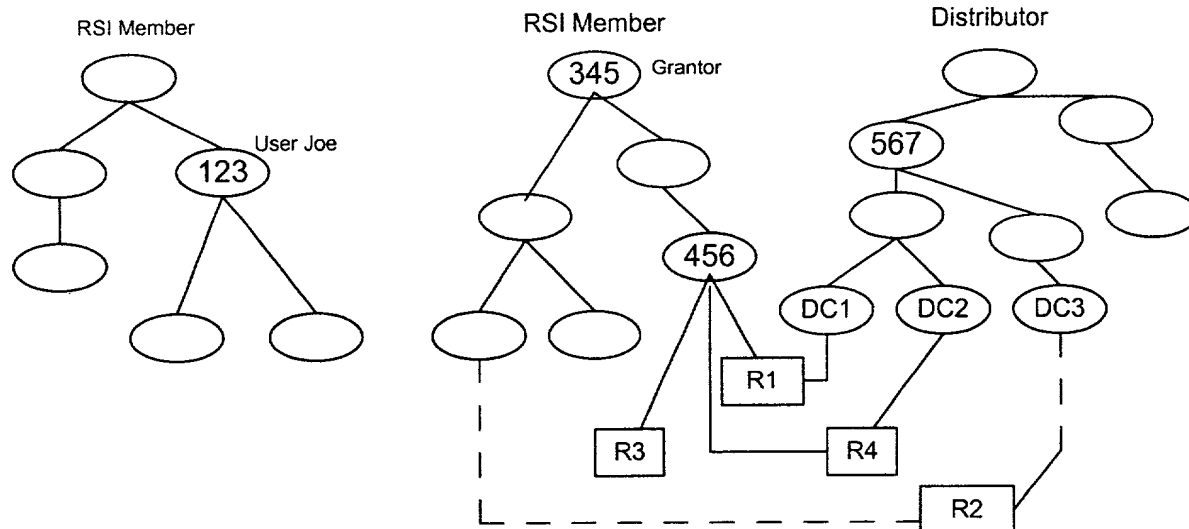 RSI Member
RSI Member
Distributor
345
Grantor
User Joe
123
567
456
DC1
DC2
DC3
R1
R3
R4
R2